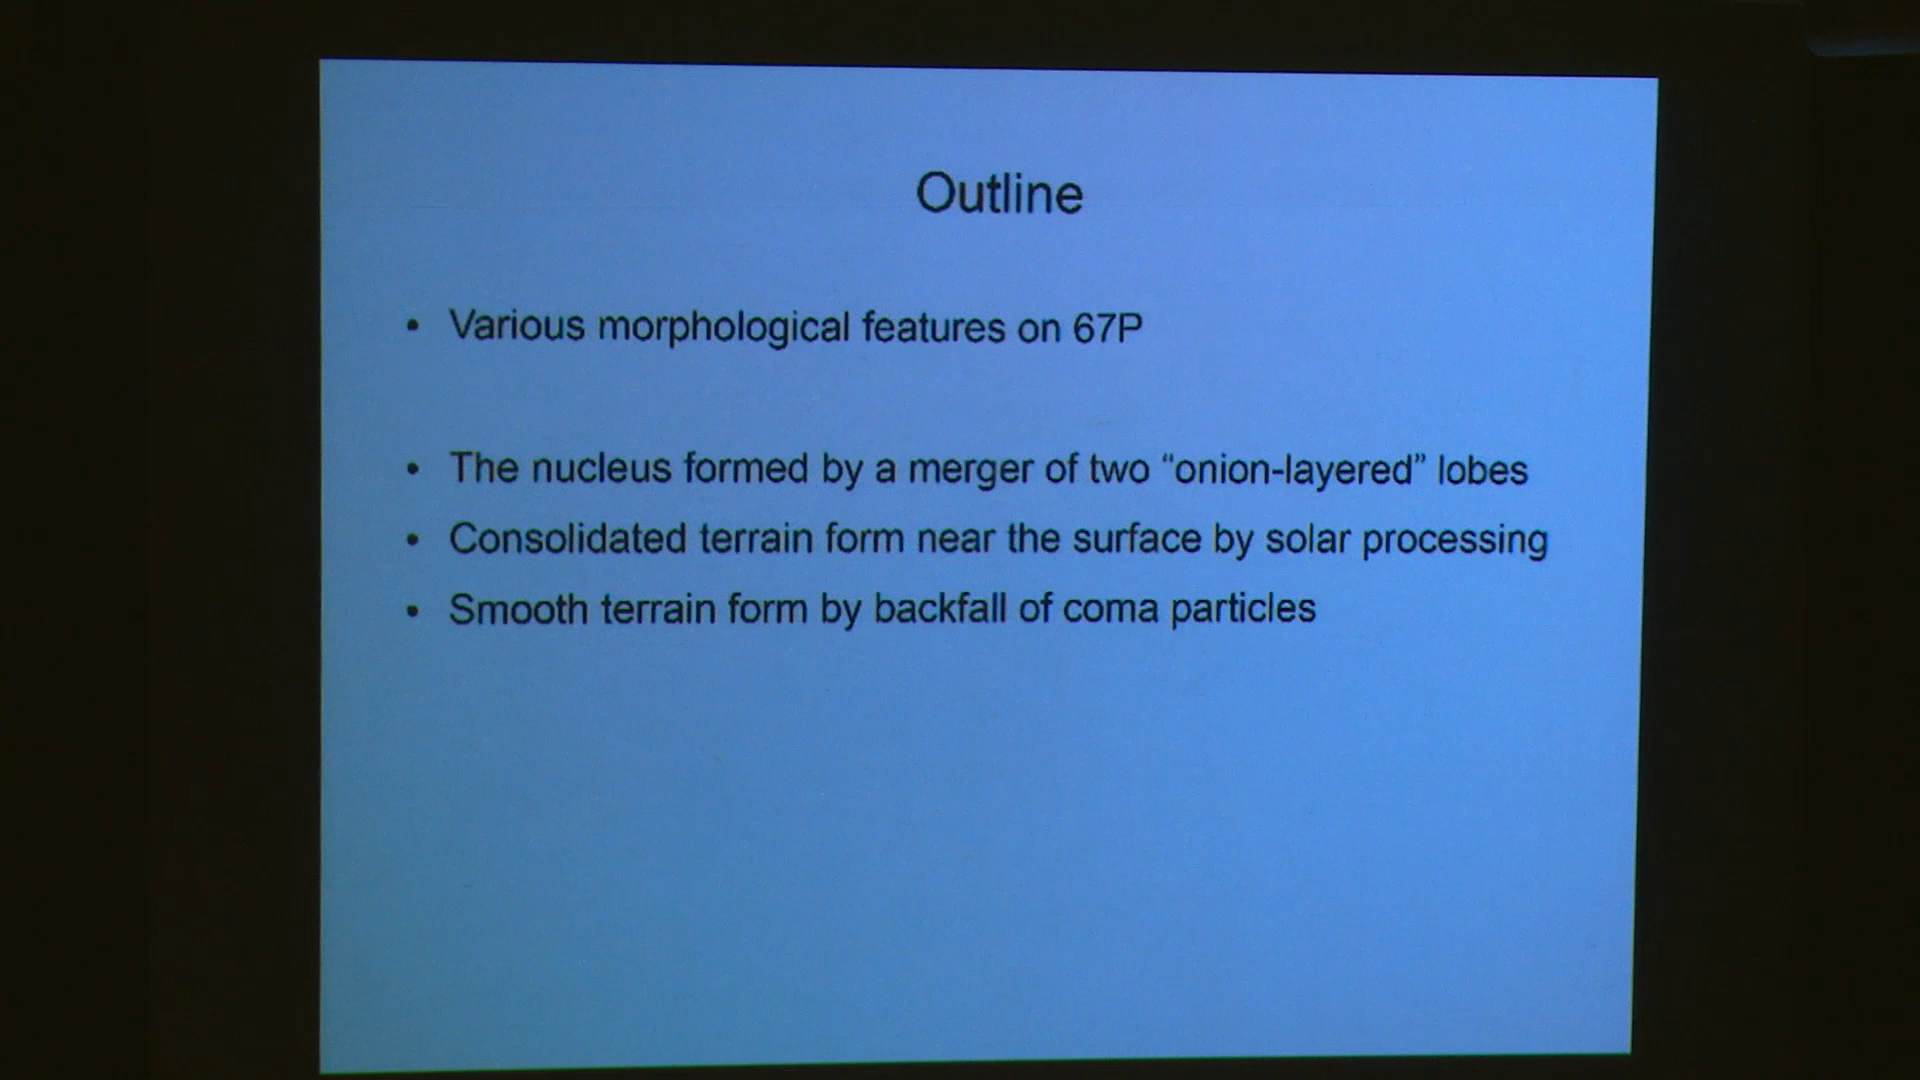 Outline
• Various morphological features on 67P
• The nucleus formed by a merger of two “onion-layered” lobes
• Consolidated terrain form near the surface by solar processing
• Smooth terrain form by backfall of coma particles